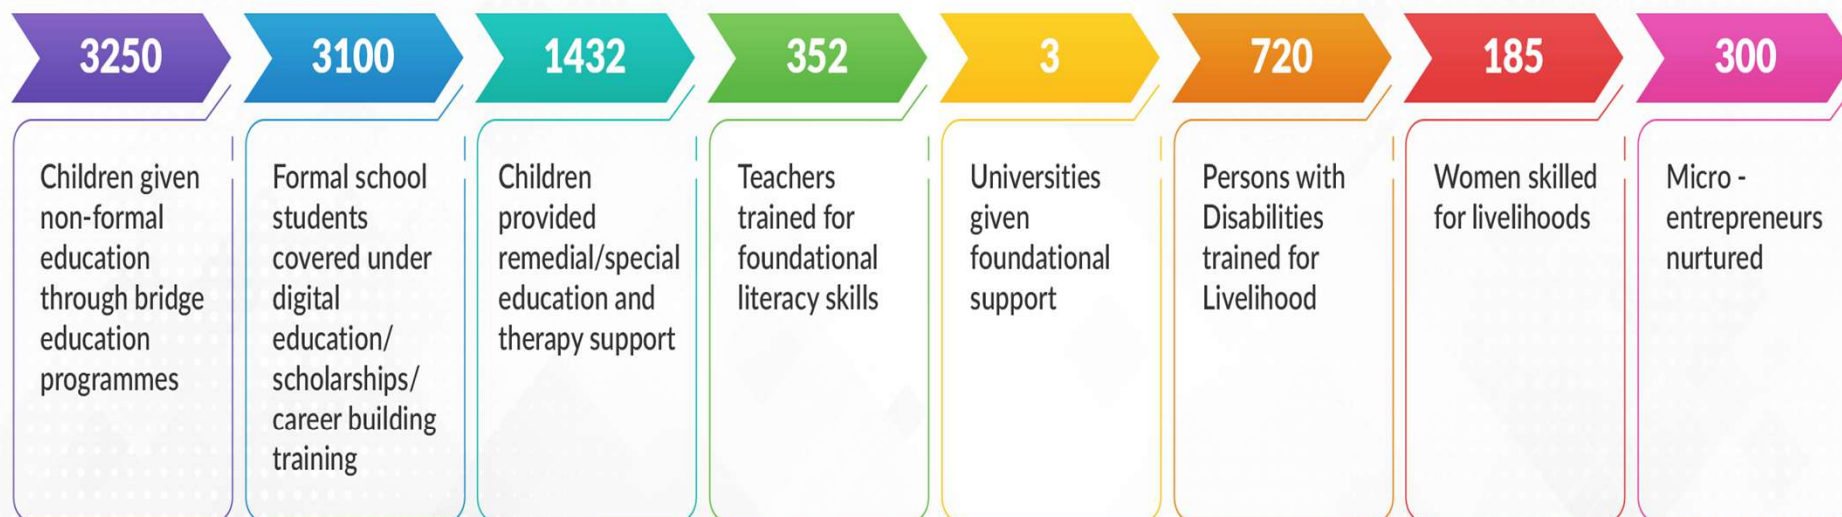 3250
Children given
non-formal
education
through bridge
education
programmes
3100
Formal school
students
covered under
digital
education/
scholarships/
career building
training
1432
Children
provided
remedial/special
education and
therapy support
352
Teachers
trained for
foundational
literacy skills
3
Universities
given
foundational
support
720
Persons with
Disabilities
trained for
Livelihood
185
Women skilled
for livelihoods
300
Micro -
entrepreneurs
nurtured